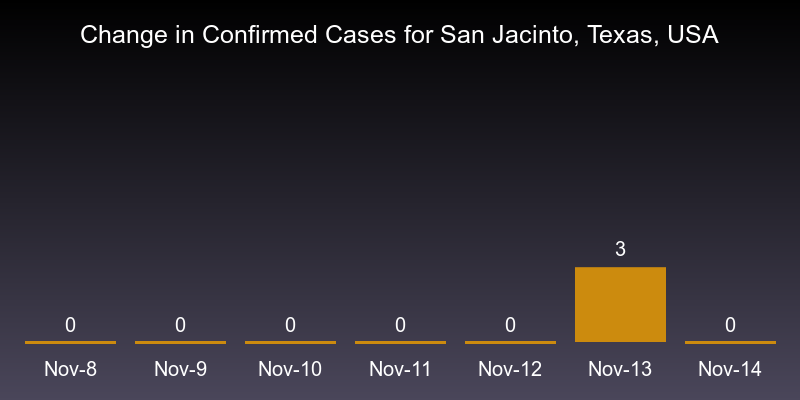 Change in Confirmed Cases for San Jacinto, Texas, USA
3
0 0 0 0 0 0
Nov-8 Nov-9 Nov-10 Nov-11 Nov-12 Nov-13 Nov-14